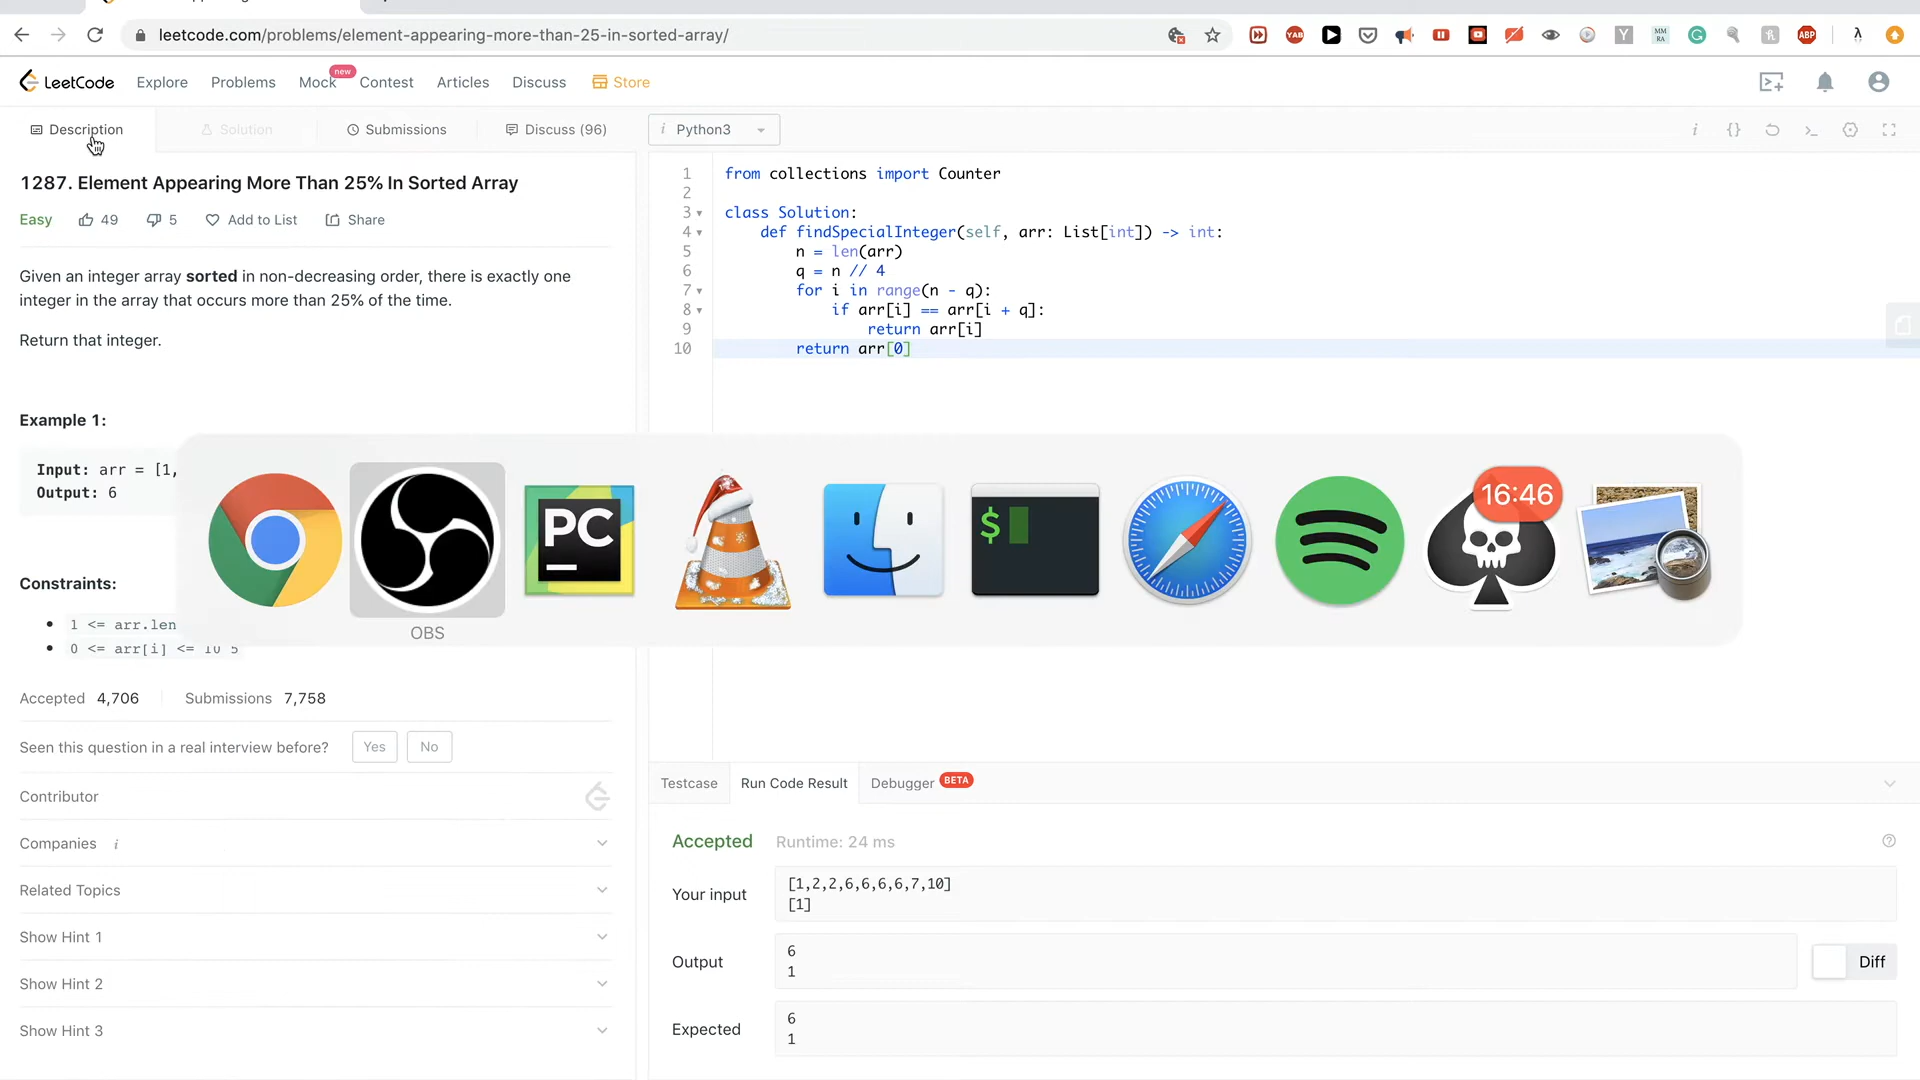 leetcode.com/problems/element-appearing-more-than-25-in-sorted-array/
YAB
Y
MM
RA
ABP
λ
LeetCode
Explore
Problems
Mock
new
Contest
Articles
Discuss
Store
Description
Solution
Submissions
Discuss (96)
i Python3
i
{}
>_
1287. Element Appearing More Than 25% In Sorted Array
Easy
49
5
Add to List
Share
Given an integer array sorted in non-decreasing order, there is exactly one
integer in the array that occurs more than 25% of the time.
Return that integer.
Example 1:
Input: arr = [1,
Output: 6
Constraints:
1 <= arr.len
0 <= arr[i] <= 10^5
Accepted 4,706
Submissions 7,758
Seen this question in a real interview before?
Yes
No
Contributor
Companies i
Related Topics
Show Hint 1
Show Hint 2
Show Hint 3
1 from collections import Counter
2
3 class Solution:
4 def findSpecialInteger(self, arr: List[int]) -> int:
5 n = len(arr)
6 q = n // 4
7 for i in range(n - q):
8 if arr[i] == arr[i + q]:
9 return arr[i]
10 return arr[0]
PC
$
16:46
OBS
Testcase
Run Code Result
Debugger
BETA
Accepted
Runtime: 24 ms
Your input
[1,2,2,6,6,6,6,7,10]
[1]
Output
6
1
Diff
Expected
6
1